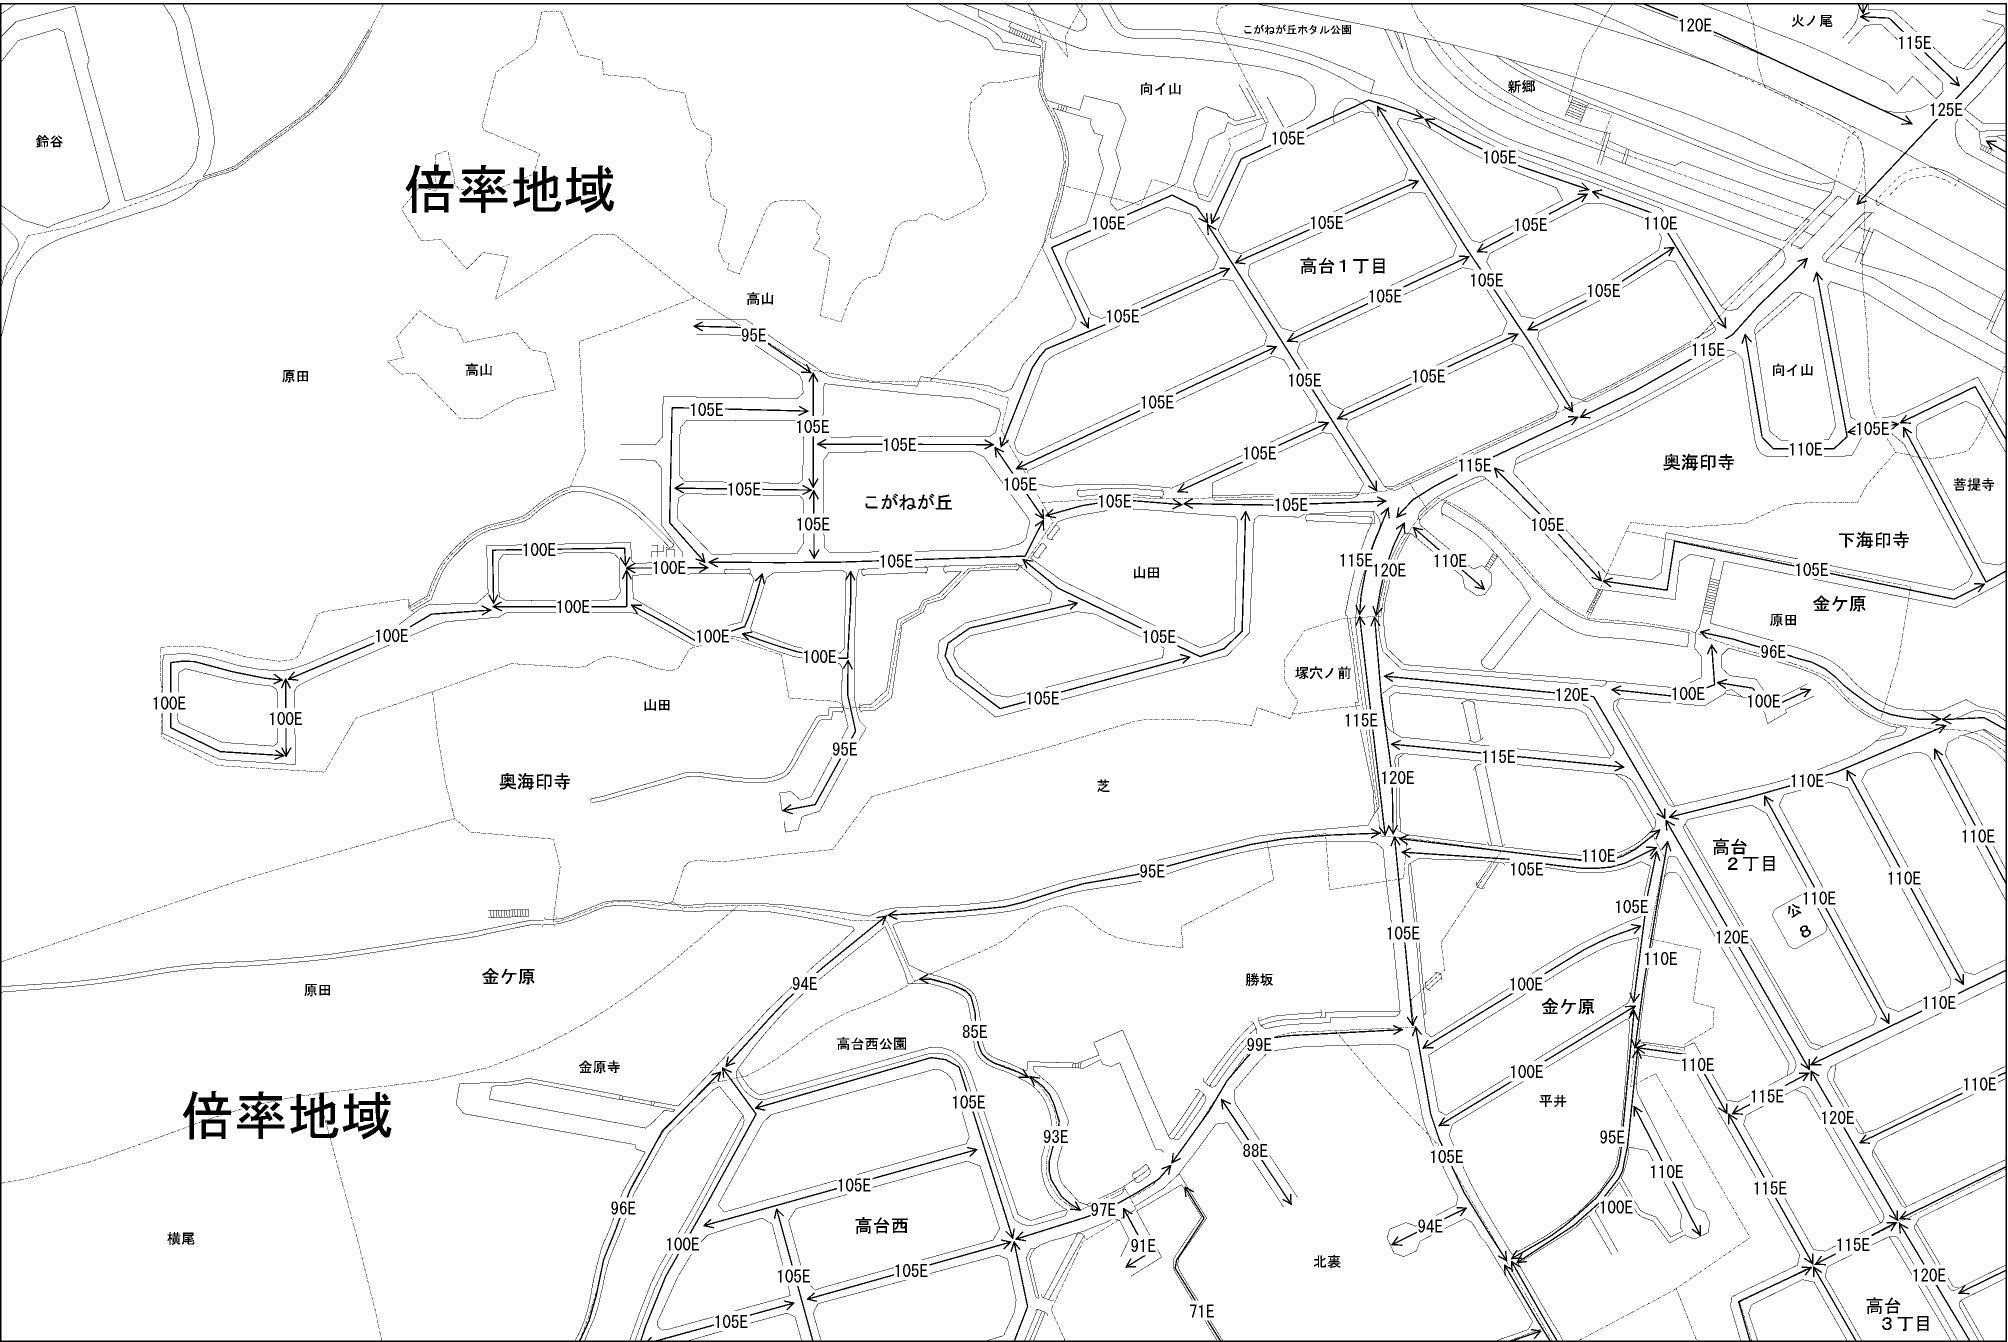 120E
火ノ尾
115E
こがねが丘ホタル公園
新郷
向イ山
125E
鈴谷
105E
105E
倍率地域
105E
105E
105E
110E
高台1丁目
105E
高山
105E
105E
105E
105E
95E
115E
高山
原田
105E
105E
向イ山
105E
105E
105E
105E
105E
105E
110E
105E
奥海印寺
115E
105E
105E
105E
菩提寺
こがねが丘
105E
105E
105E
105E
下海印寺
100E
105E
115E
110E
100E
120E
105E
山田
100E
金ケ原
原田
100E
100E
105E
96E
100E
塚穴ノ前
120E
100E
100E
105E
100E
山田
100E
115E
95E
115E
奥海印寺
120E
110E
芝
110E
高台
2丁目
110E
95E
105E
110E
110E
105E
公
8
105E
120E
110E
金ケ原
原田
94E
勝坂
100E
金ケ原
110E
85E
高台西公園
99E
金原寺
100E
110E
110E
倍率地域
105E
平井
115E
120E
93E
95E
88E
105E
110E
105E
115E
96E
97E
100E
高台西
94E
横尾
100E
91E
北裏
115E
105E
105E
120E
71E
105E
高台
3丁目